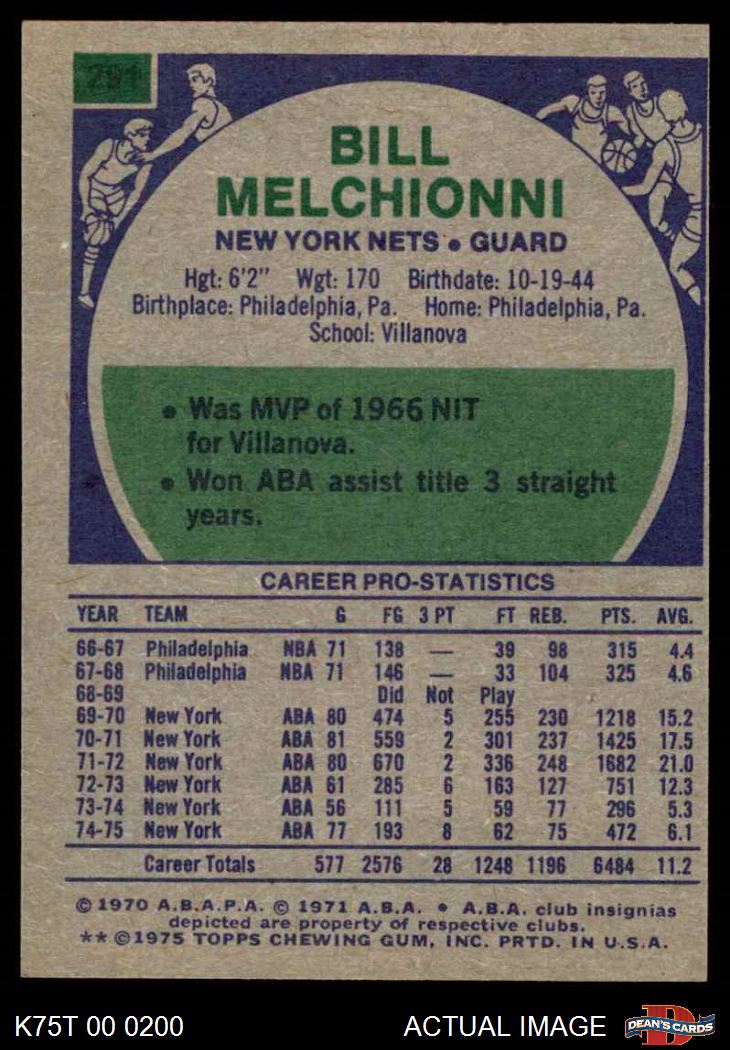 291
BILL
MELCHIONNI
NEW YORK NETS • GUARD
Hgt: 6'2" Wgt: 170 Birthdate: 10-19-44
Birthplace: Philadelphia, Pa. Home: Philadelphia, Pa.
School: Villanova
• Was MVP of 1966 NIT
for Villanova.
• Won ABA assist title 3 straight
years.
CAREER PRO-STATISTICS
YEAR TEAM G FG 3 PT FT REB. PTS. AVG.
66-67 Philadelphia NBA 71 138 — 39 98 315 4.4
67-68 Philadelphia NBA 71 146 — 33 104 325 4.6
68-69 Did Not Play
69-70 New York ABA 80 474 5 255 230 1218 15.2
70-71 New York ABA 81 559 2 301 237 1425 17.5
71-72 New York ABA 80 670 2 336 248 1682 21.0
72-73 New York ABA 61 285 6 163 127 751 12.3
73-74 New York ABA 56 111 5 59 77 296 5.3
74-75 New York ABA 77 193 8 62 75 472 6.1
Career Totals 577 2576 28 1248 1196 6484 11.2
© 1970 A.B.A.P.A. © 1971 A.B.A. • A.B.A. club insignias
depicted are property of respective clubs.
** © 1975 TOPPS CHEWING GUM, INC. PRTD. IN U.S.A.
K75T 00 0200 ACTUAL IMAGE D DEAN'S CARDS